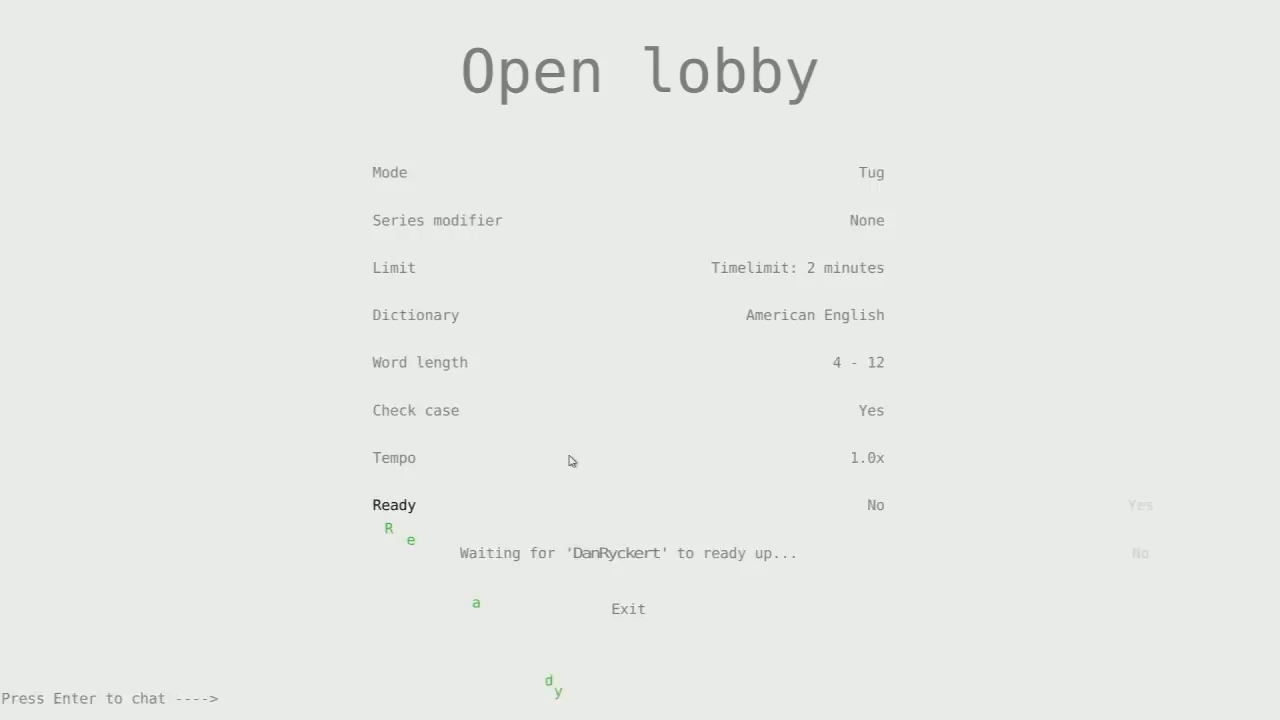 Open lobby
Mode Tug
Series modifier None
Limit Timelimit: 2 minutes
Dictionary American English
Word length 4 - 12
Check case Yes
Tempo 1.0x
Ready No Yes
R
e
Waiting for 'DanRyckert' to ready up... No
a
Exit
d
y
Press Enter to chat ---->